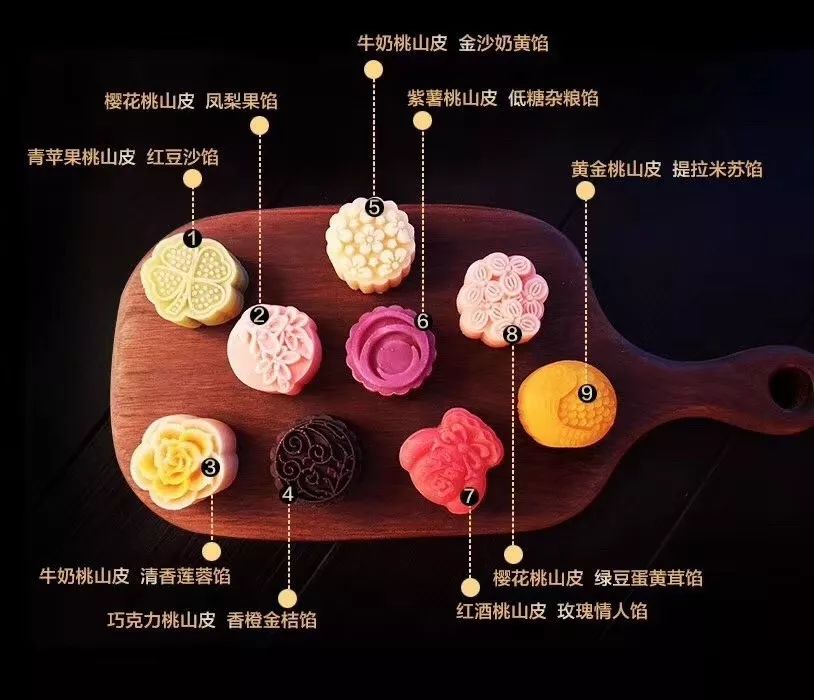 牛奶桃山皮 金沙奶黄馅
樱花桃山皮 凤梨果馅
紫薯桃山皮 低糖杂粮馅
青苹果桃山皮 红豆沙馅
黄金桃山皮 提拉米苏馅
5
1
2
6
8
9
3
4
7
牛奶桃山皮 清香莲蓉馅
樱花桃山皮 绿豆蛋黄茸馅
巧克力桃山皮 香橙金桔馅
红酒桃山皮 玫瑰情人馅